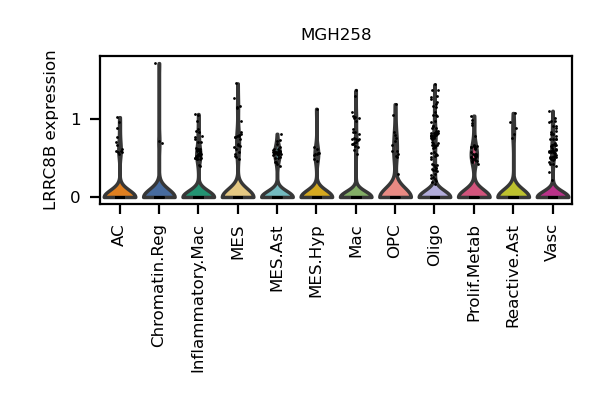 MGH258
LRRC8B expression
1
0
AC
Chromatin.Reg
Inflammatory.Mac
MES
MES.Ast
MES.Hyp
Mac
OPC
Oligo
Prolif.Metab
Reactive.Ast
Vasc